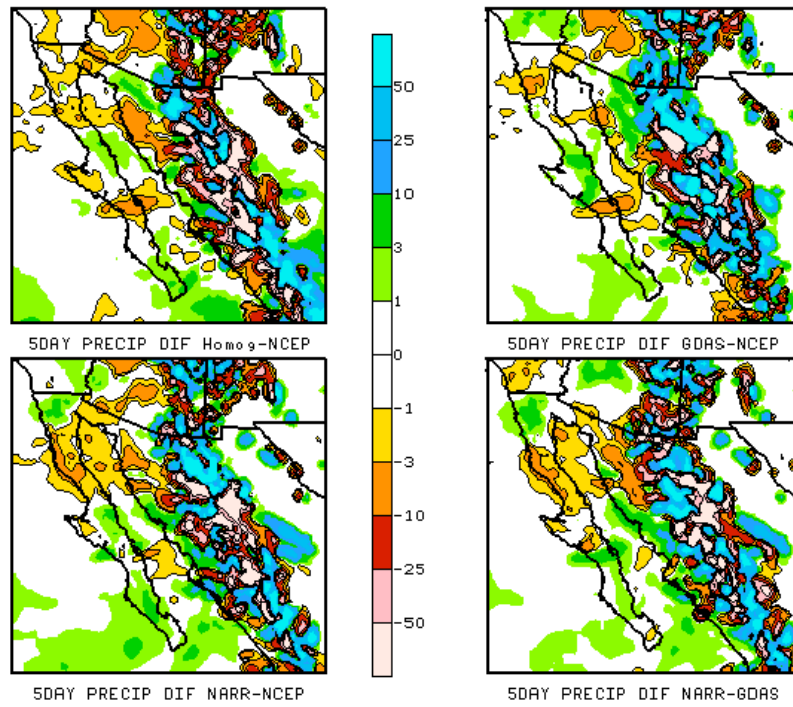 50
25
10
3
1
0
-1
-3
-10
-25
-50
5DAY PRECIP DIF Homog-NCEP
5DAY PRECIP DIF GDAS-NCEP
5DAY PRECIP DIF NARR-NCEP
5DAY PRECIP DIF NARR-GDAS